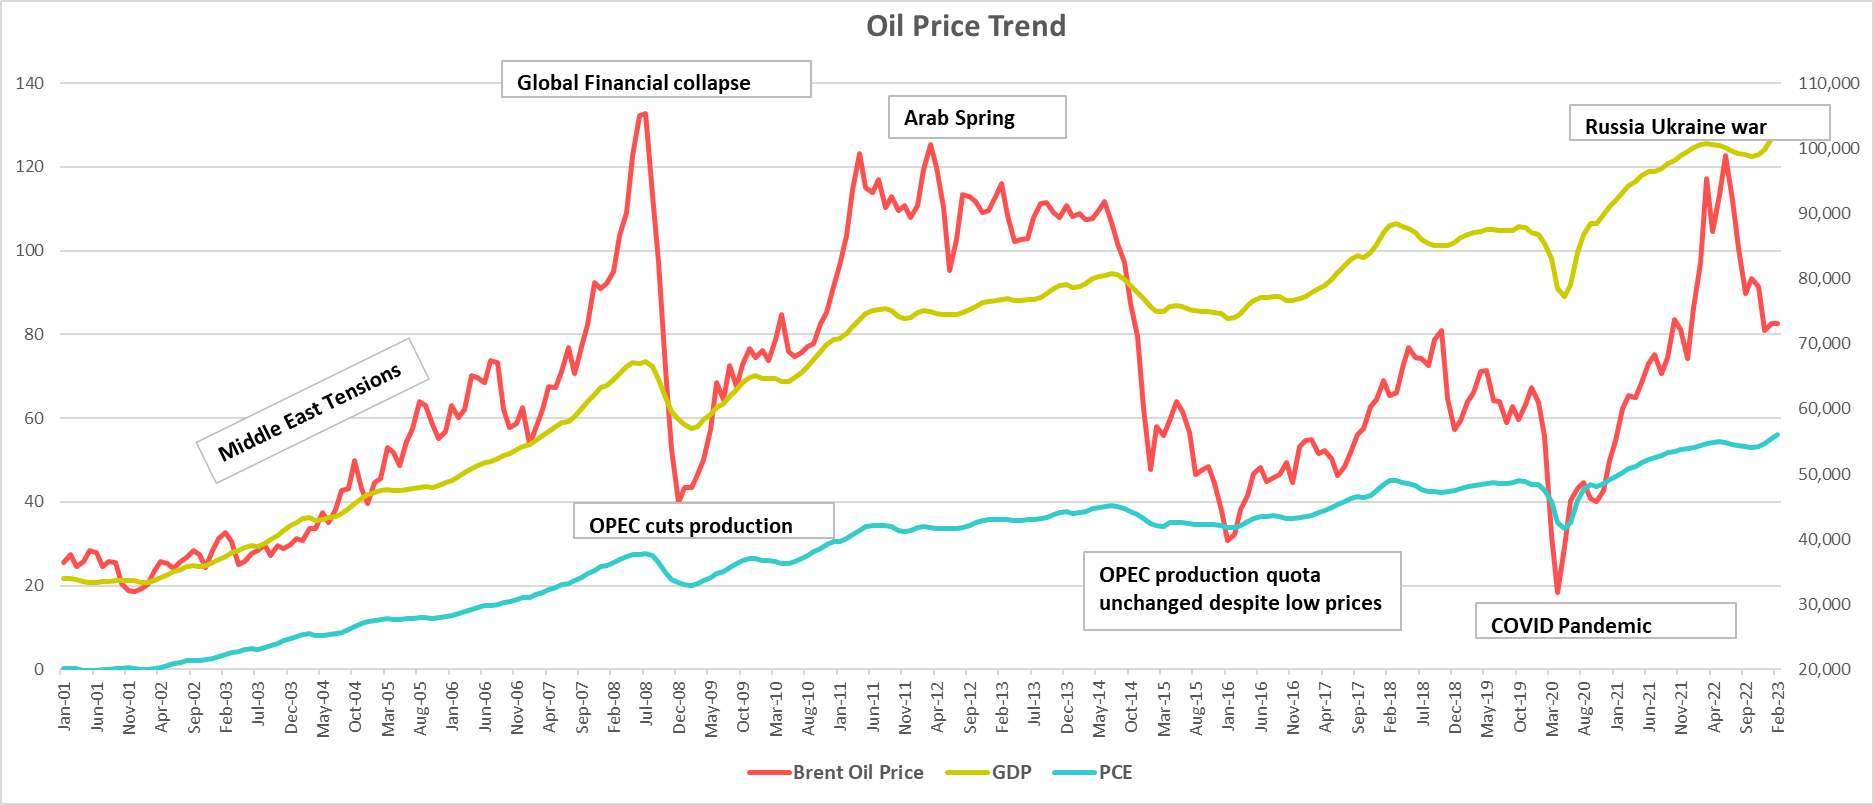 Oil Price Trend
140
120
100
80
60
40
20
0
110,000
100,000
90,000
80,000
70,000
60,000
50,000
40,000
30,000
20,000
Global Financial collapse
Arab Spring
Russia Ukraine war
Middle East Tensions
OPEC cuts production
OPEC production quota
unchanged despite low prices
COVID Pandemic
Jan-01
Jun-01
Nov-01
Apr-02
Sep-02
Feb-03
Jul-03
Dec-03
May-04
Oct-04
Mar-05
Aug-05
Jan-06
Jun-06
Nov-06
Apr-07
Sep-07
Feb-08
Jul-08
Dec-08
May-09
Oct-09
Mar-10
Aug-10
Jan-11
Jun-11
Nov-11
Apr-12
Sep-12
Feb-13
Jul-13
Dec-13
May-14
Oct-14
Mar-15
Aug-15
Jan-16
Jun-16
Nov-16
Apr-17
Sep-17
Feb-18
Jul-18
Dec-18
May-19
Oct-19
Mar-20
Aug-20
Jan-21
Jun-21
Nov-21
Apr-22
Sep-22
Feb-23
Brent Oil Price
GDP
PCE